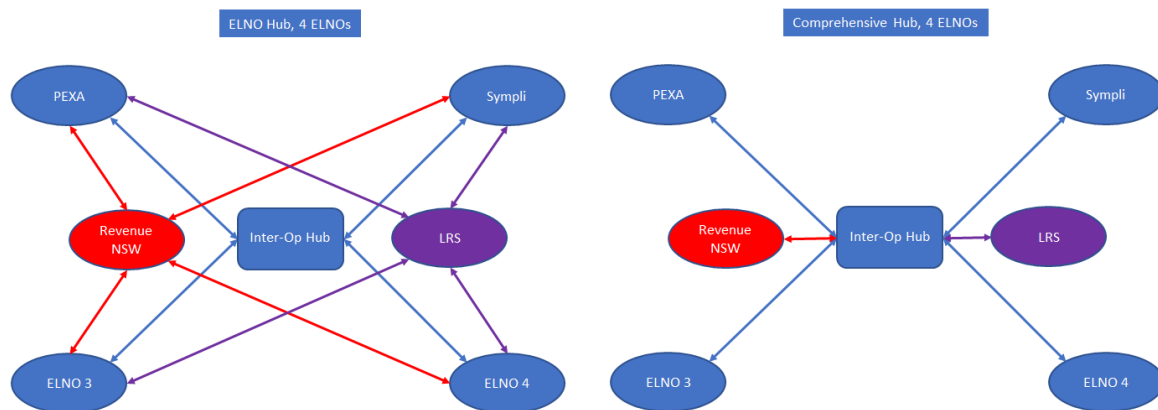 ELNO Hub, 4 ELNOs
PEXA
Sympli
Revenue
NSW
Inter-Op Hub
LRS
ELNO 3
ELNO 4
Comprehensive Hub, 4 ELNOs
PEXA
Sympli
Revenue
NSW
Inter-Op Hub
LRS
ELNO 3
ELNO 4